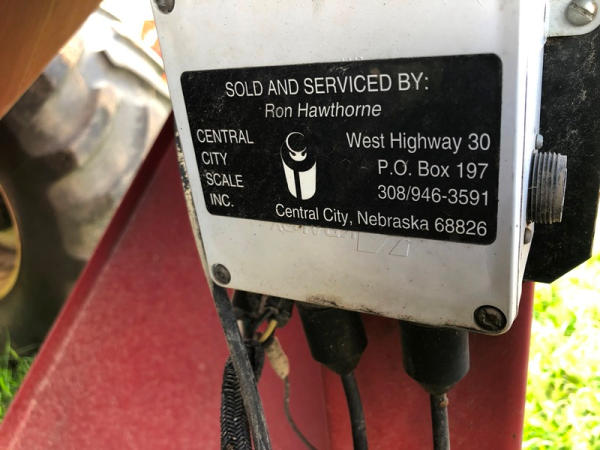 SOLD AND SERVICED BY:
Ron Hawthorne
CENTRAL
CITY
SCALE
INC.
West Highway 30
P.O. Box 197
308/946-3591
Central City, Nebraska 68826